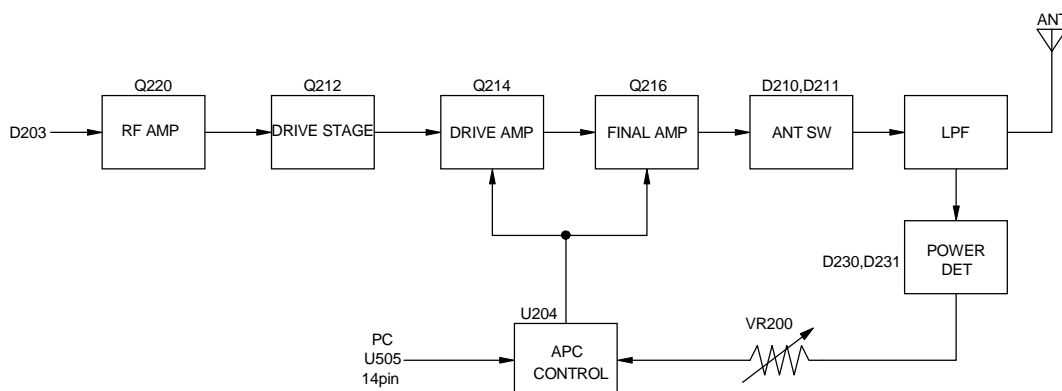 ANT
Q220
Q212
Q214
Q216
D210,D211
D203
RF AMP
DRIVE STAGE
DRIVE AMP
FINAL AMP
ANT SW
LPF
D230,D231
POWER
DET
U204
VR200
PC
U505
14pin
APC
CONTROL